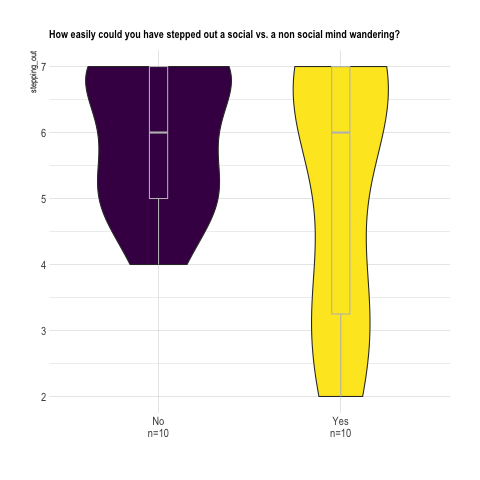 How easily could you have stepped out a social vs. a non social mind wandering?
stepping_out
7
6
5
4
3
2
No
n=10
Yes
n=10